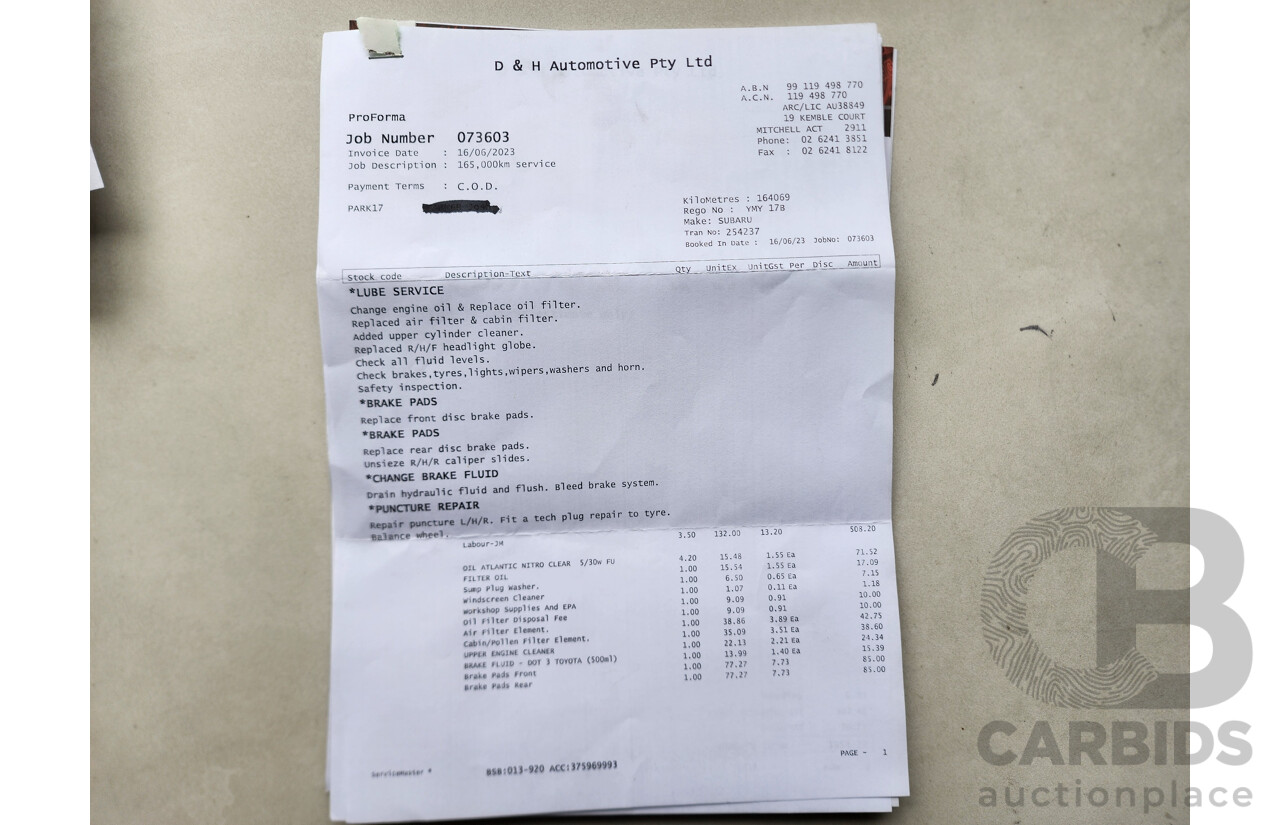 D & H Automotive Pty Ltd
A.B.N 99 119 498 770
A.C.N. 119 498 770
ARC/LIC AU38849
19 KEMBLE COURT
MITCHELL ACT 2911
Phone: 02 6241 3851
Fax : 02 6241 8122
ProForma
Job Number 073603
Invoice Date : 16/06/2023
Job Description : 165,000km service
Payment Terms : C.O.D.
PARK17
KiloMetres : 164069
Rego No : YMY 17B
Make: SUBARU
Tran No: 254237
Booked In Date : 16/06/23 JobNo: 073603
Stock code Description-Text Qty UnitEx UnitGst Per Disc Amount
*LUBE SERVICE
Change engine oil & Replace oil filter.
Replaced air filter & cabin filter.
Added upper cylinder cleaner.
Replaced R/H/F headlight globe.
Check all fluid levels.
Check brakes,tyres,lights,wipers,washers and horn.
Safety inspection.
*BRAKE PADS
Replace front disc brake pads.
*BRAKE PADS
Replace rear disc brake pads.
Unsieze R/H/R caliper slides.
*CHANGE BRAKE FLUID
Drain hydraulic fluid and flush. Bleed brake system.
*PUNCTURE REPAIR
Repair puncture L/H/R. Fit a tech plug repair to tyre.
Balance wheel.
Labour-JM 3.50 132.00 13.20 508.20
OIL ATLANTIC NITRO CLEAR 5/30W FU 4.20 15.48 1.55 Ea 71.52
FILTER OIL 1.00 15.54 1.55 Ea 17.09
Sump Plug Washer. 1.00 6.50 0.65 Ea 7.15
Windscreen Cleaner 1.00 1.07 0.11 Ea 1.18
Workshop Supplies And EPA 1.00 9.09 0.91 10.00
Oil Filter Disposal Fee 1.00 9.09 0.91 10.00
Air Filter Element. 1.00 38.86 3.89 Ea 42.75
Cabin/Pollen Filter Element. 1.00 35.09 3.51 Ea 38.60
UPPER ENGINE CLEANER 1.00 22.13 2.21 Ea 24.34
BRAKE FLUID - DOT 3 TOYOTA (500ml) 1.00 13.99 1.40 Ea 15.39
Brake Pads Front 1.00 77.27 7.73 85.00
Brake Pads Rear 1.00 77.27 7.73 85.00
PAGE - 1
Servicemaster *
BSB:013-920 ACC:375969993
CARBIDS
auctionplace